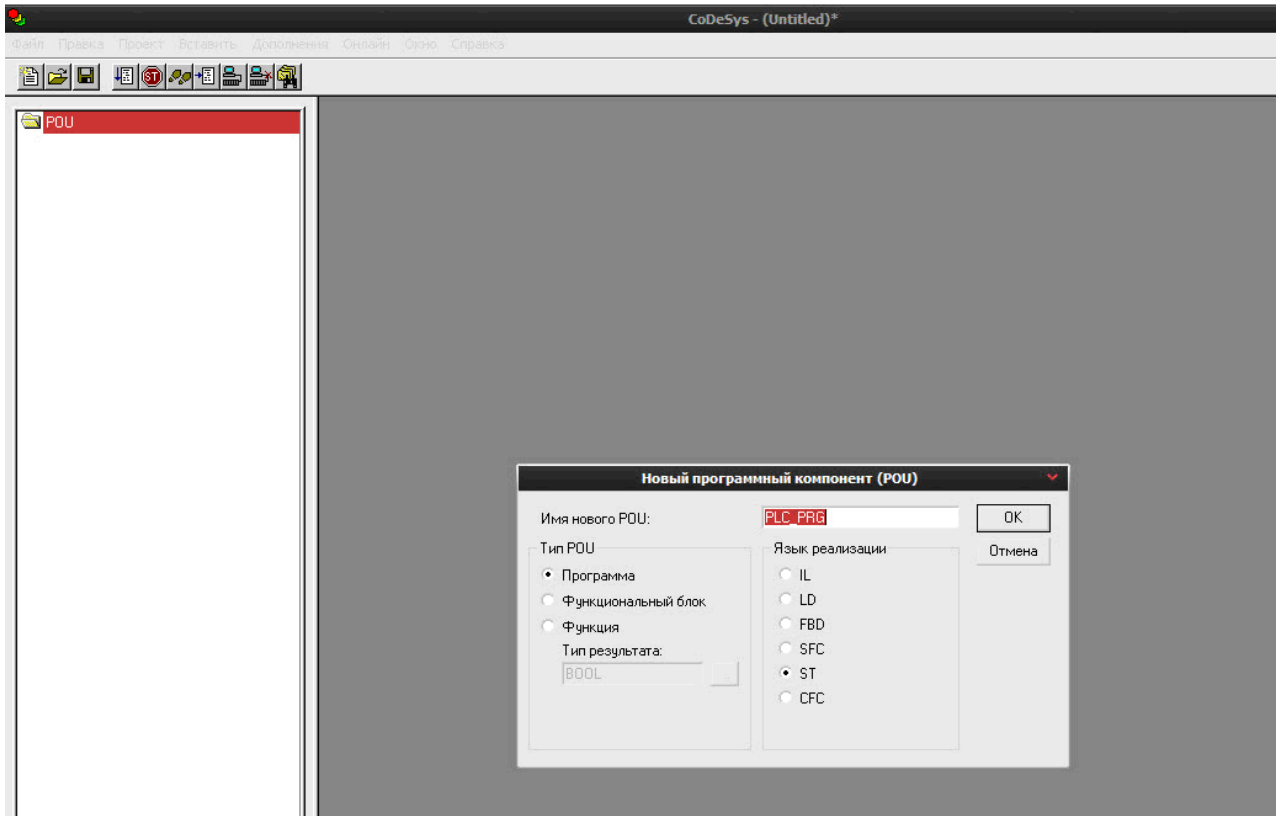 CoDeSys - (Untitled)*
Файл Правка Проект Вставить Дополнения Онлайн Окно Справка
ST
POU
Новый программный компонент (POU)
Имя нового POU:
PLC_PRG
OK
Отмена
Тип POU
Программа
Функциональный блок
Функция
Тип результата:
BOOL
...
Язык реализации
IL
LD
FBD
SFC
ST
CFC